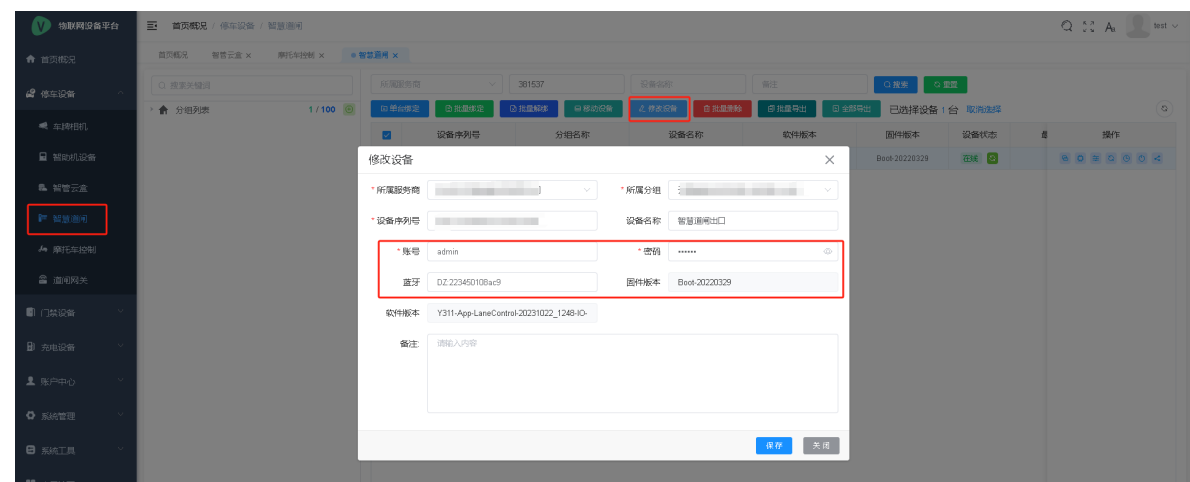 物联网设备平台
首页概况 / 停车设备 / 智慧道闸
test
首页概况
停车设备
车牌相机
智助机设备
智管云盒
智慧道闸
摩托车控制
道闸网关
门禁设备
充电设备
账户中心
系统管理
系统工具
首页概况 智管云盒 × 摩托车控制 × 智慧道闸 ×
搜索关键词
分组列表 1 / 100
所属服务商 381537 设备名称 备注 搜索 重置
单台绑定 批量绑定 批量解绑 移动设备 修改设备 批量删除 批量导出 全部导出 已选择设备 1 台 取消选择
设备序列号 分组名称 设备名称 软件版本 固件版本 设备状态 操作
Boot-20220329 在线
修改设备
* 所属服务商 * 所属分组
* 设备序列号 设备名称 智慧道闸出口
* 账号 admin * 密码 ••••••
蓝牙 DZ 223450108ac9 固件版本 Boot-20220329
软件版本 Y311-App-LaneControl-20231022_1248-IO-
备注: 请输入内容
保存 关闭